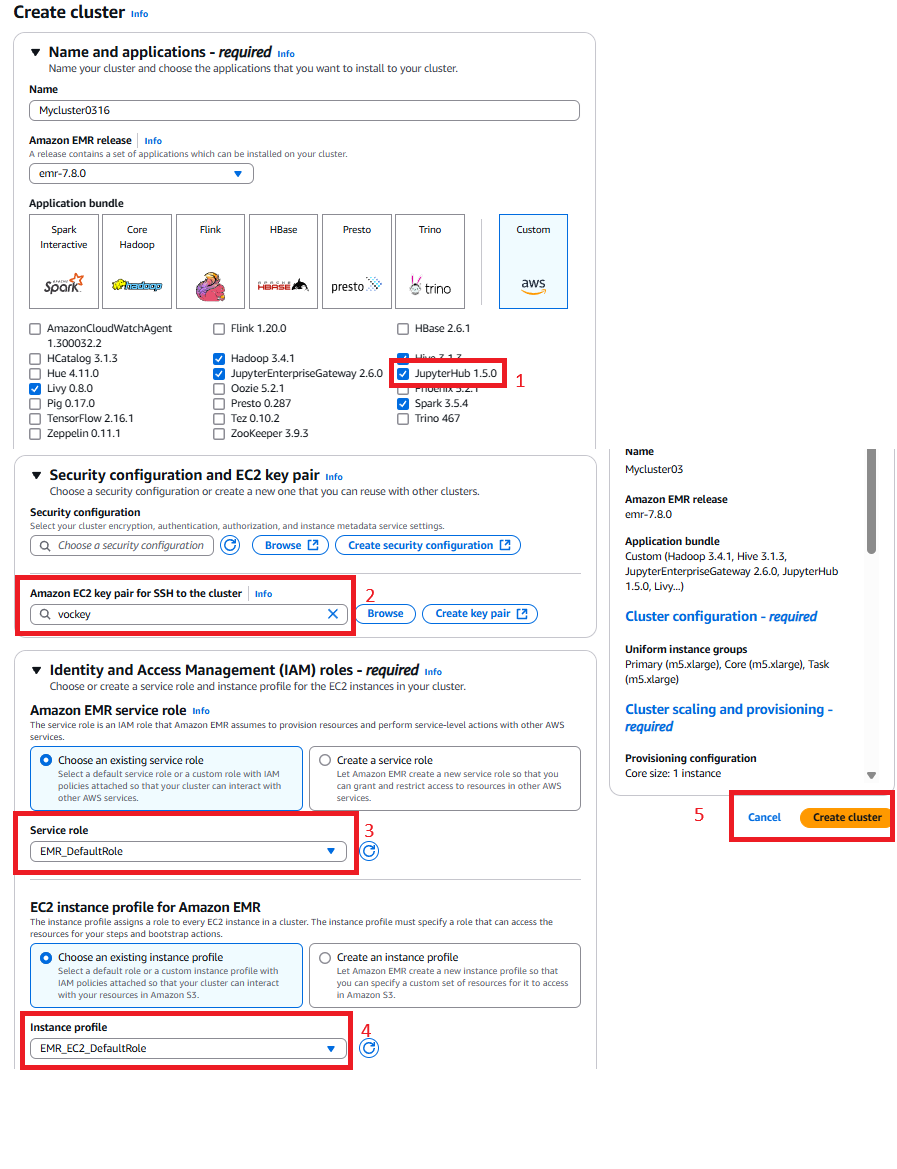 Create cluster Info
Name and applications - required Info
Name your cluster and choose the applications that you want to install to your cluster.
Name
Mycluster0316
Amazon EMR release Info
A release contains a set of applications which can be installed on your cluster.
emr-7.8.0
Application bundle
Spark Interactive
Core Hadoop
Flink
HBase
Presto
Trino
Custom
APACHE Spark
hadoop
APACHE HBASE
presto
trino
aws
AmazonCloudWatchAgent 1.300032.2
Flink 1.20.0
HBase 2.6.1
HCatalog 3.1.3
Hadoop 3.4.1
Hive 3.1.3
Hue 4.11.0
JupyterEnterpriseGateway 2.6.0
JupyterHub 1.5.0
1
Livy 0.8.0
Oozie 5.2.1
Phoenix 5.2.1
Pig 0.17.0
Presto 0.287
Spark 3.5.4
TensorFlow 2.16.1
Tez 0.10.2
Trino 467
Zeppelin 0.11.1
ZooKeeper 3.9.3
Security configuration and EC2 key pair Info
Choose a security configuration or create a new one that you can reuse with other clusters.
Security configuration
Select your cluster encryption, authentication, authorization, and instance metadata service settings.
Choose a security configuration
Browse
Create security configuration
Amazon EC2 key pair for SSH to the cluster Info
2
vockey
Browse
Create key pair
Identity and Access Management (IAM) roles - required Info
Choose or create a service role and instance profile for the EC2 instances in your cluster.
Amazon EMR service role Info
The service role is an IAM role that Amazon EMR assumes to provision resources and perform service-level actions with other AWS
services.
Choose an existing service role
Select a default service role or a custom role with IAM
policies attached so that your cluster can interact with
other AWS services.
Create a service role
Let Amazon EMR create a new service role so that you
can grant and restrict access to resources in other AWS
services.
Service role
3
EMR_DefaultRole
EC2 instance profile for Amazon EMR
The instance profile assigns a role to every EC2 instance in a cluster. The instance profile must specify a role that can access the
resources for your steps and bootstrap actions.
Choose an existing instance profile
Select a default role or a custom instance profile with
IAM policies attached so that your cluster can interact
with your resources in Amazon S3.
Create an instance profile
Let Amazon EMR create a new instance profile so that
you can specify a custom set of resources for it to access
in Amazon S3.
Instance profile
4
EMR_EC2_DefaultRole
Name
Mycluster03
Amazon EMR release
emr-7.8.0
Application bundle
Custom (Hadoop 3.4.1, Hive 3.1.3,
JupyterEnterpriseGateway 2.6.0, JupyterHub
1.5.0, Livy...)
Cluster configuration - required
Uniform instance groups
Primary (m5.xlarge), Core (m5.xlarge), Task
(m5.xlarge)
Cluster scaling and provisioning -
required
Provisioning configuration
Core size: 1 instance
5
Cancel
Create cluster